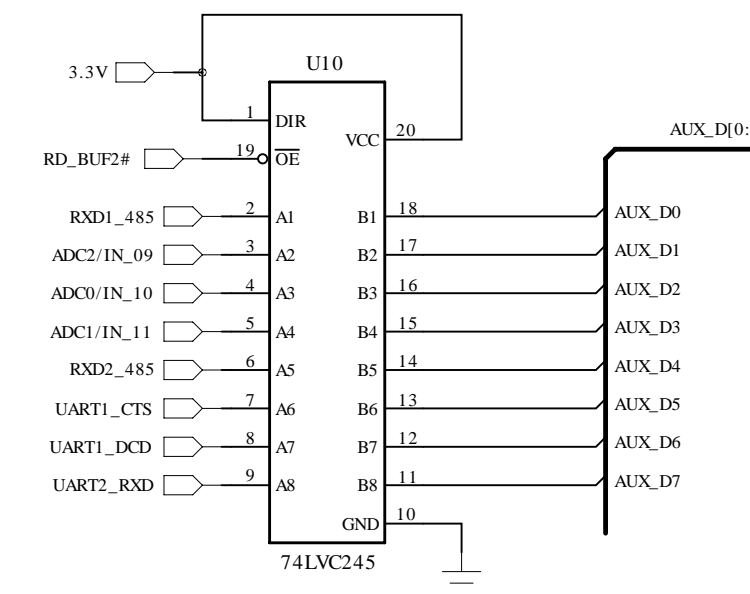 U10
3.3V
1 DIR
VCC 20
AUX_D[0:
RD_BUF2# 19 OE
RXD1_485 2 A1 B1 18 AUX_D0
ADC2/IN_09 3 A2 B2 17 AUX_D1
ADC0/IN_10 4 A3 B3 16 AUX_D2
ADC1/IN_11 5 A4 B4 15 AUX_D3
RXD2_485 6 A5 B5 14 AUX_D4
UART1_CTS 7 A6 B6 13 AUX_D5
UART1_DCD 8 A7 B7 12 AUX_D6
UART2_RXD 9 A8 B8 11 AUX_D7
GND 10
74LVC245